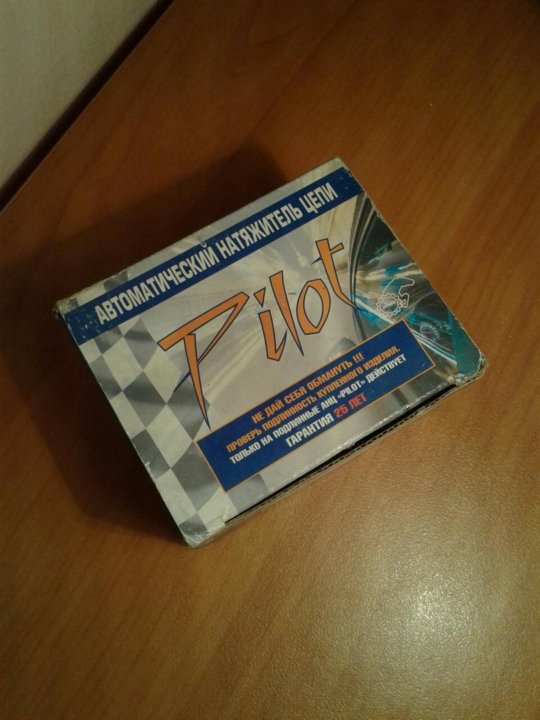 АВТОМАТИЧЕСКИЙ НАТЯЖИТЕЛЬ ЦЕПИ
Pilot
НЕ ДАЙ СЕБЯ ОБМАНУТЬ !!!
ПРОВЕРЬ ПОДЛИННОСТЬ КУПЛЕННОГО ИЗДЕЛИЯ.
ТОЛЬКО НА ПОДЛИННЫЕ АНЦ «PILOT» ДЕЙСТВУЕТ
ГАРАНТИЯ 25 ЛЕТ